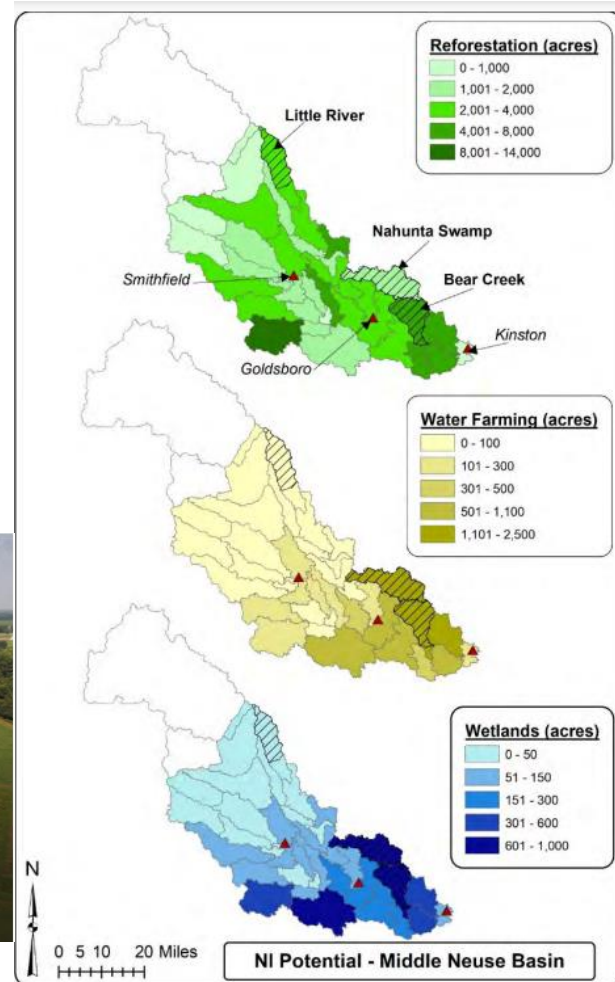 Reforestation (acres)
0 - 1,000
1,001 - 2,000
2,001 - 4,000
4,001 - 8,000
8,001 - 14,000
Little River
Nahunta Swamp
Bear Creek
Smithfield
Goldsboro
Kinston
Water Farming (acres)
0 - 100
101 - 300
301 - 500
501 - 1,100
1,101 - 2,500
Wetlands (acres)
0 - 50
51 - 150
151 - 300
301 - 600
601 - 1,000
N
0 5 10 20 Miles
NI Potential - Middle Neuse Basin